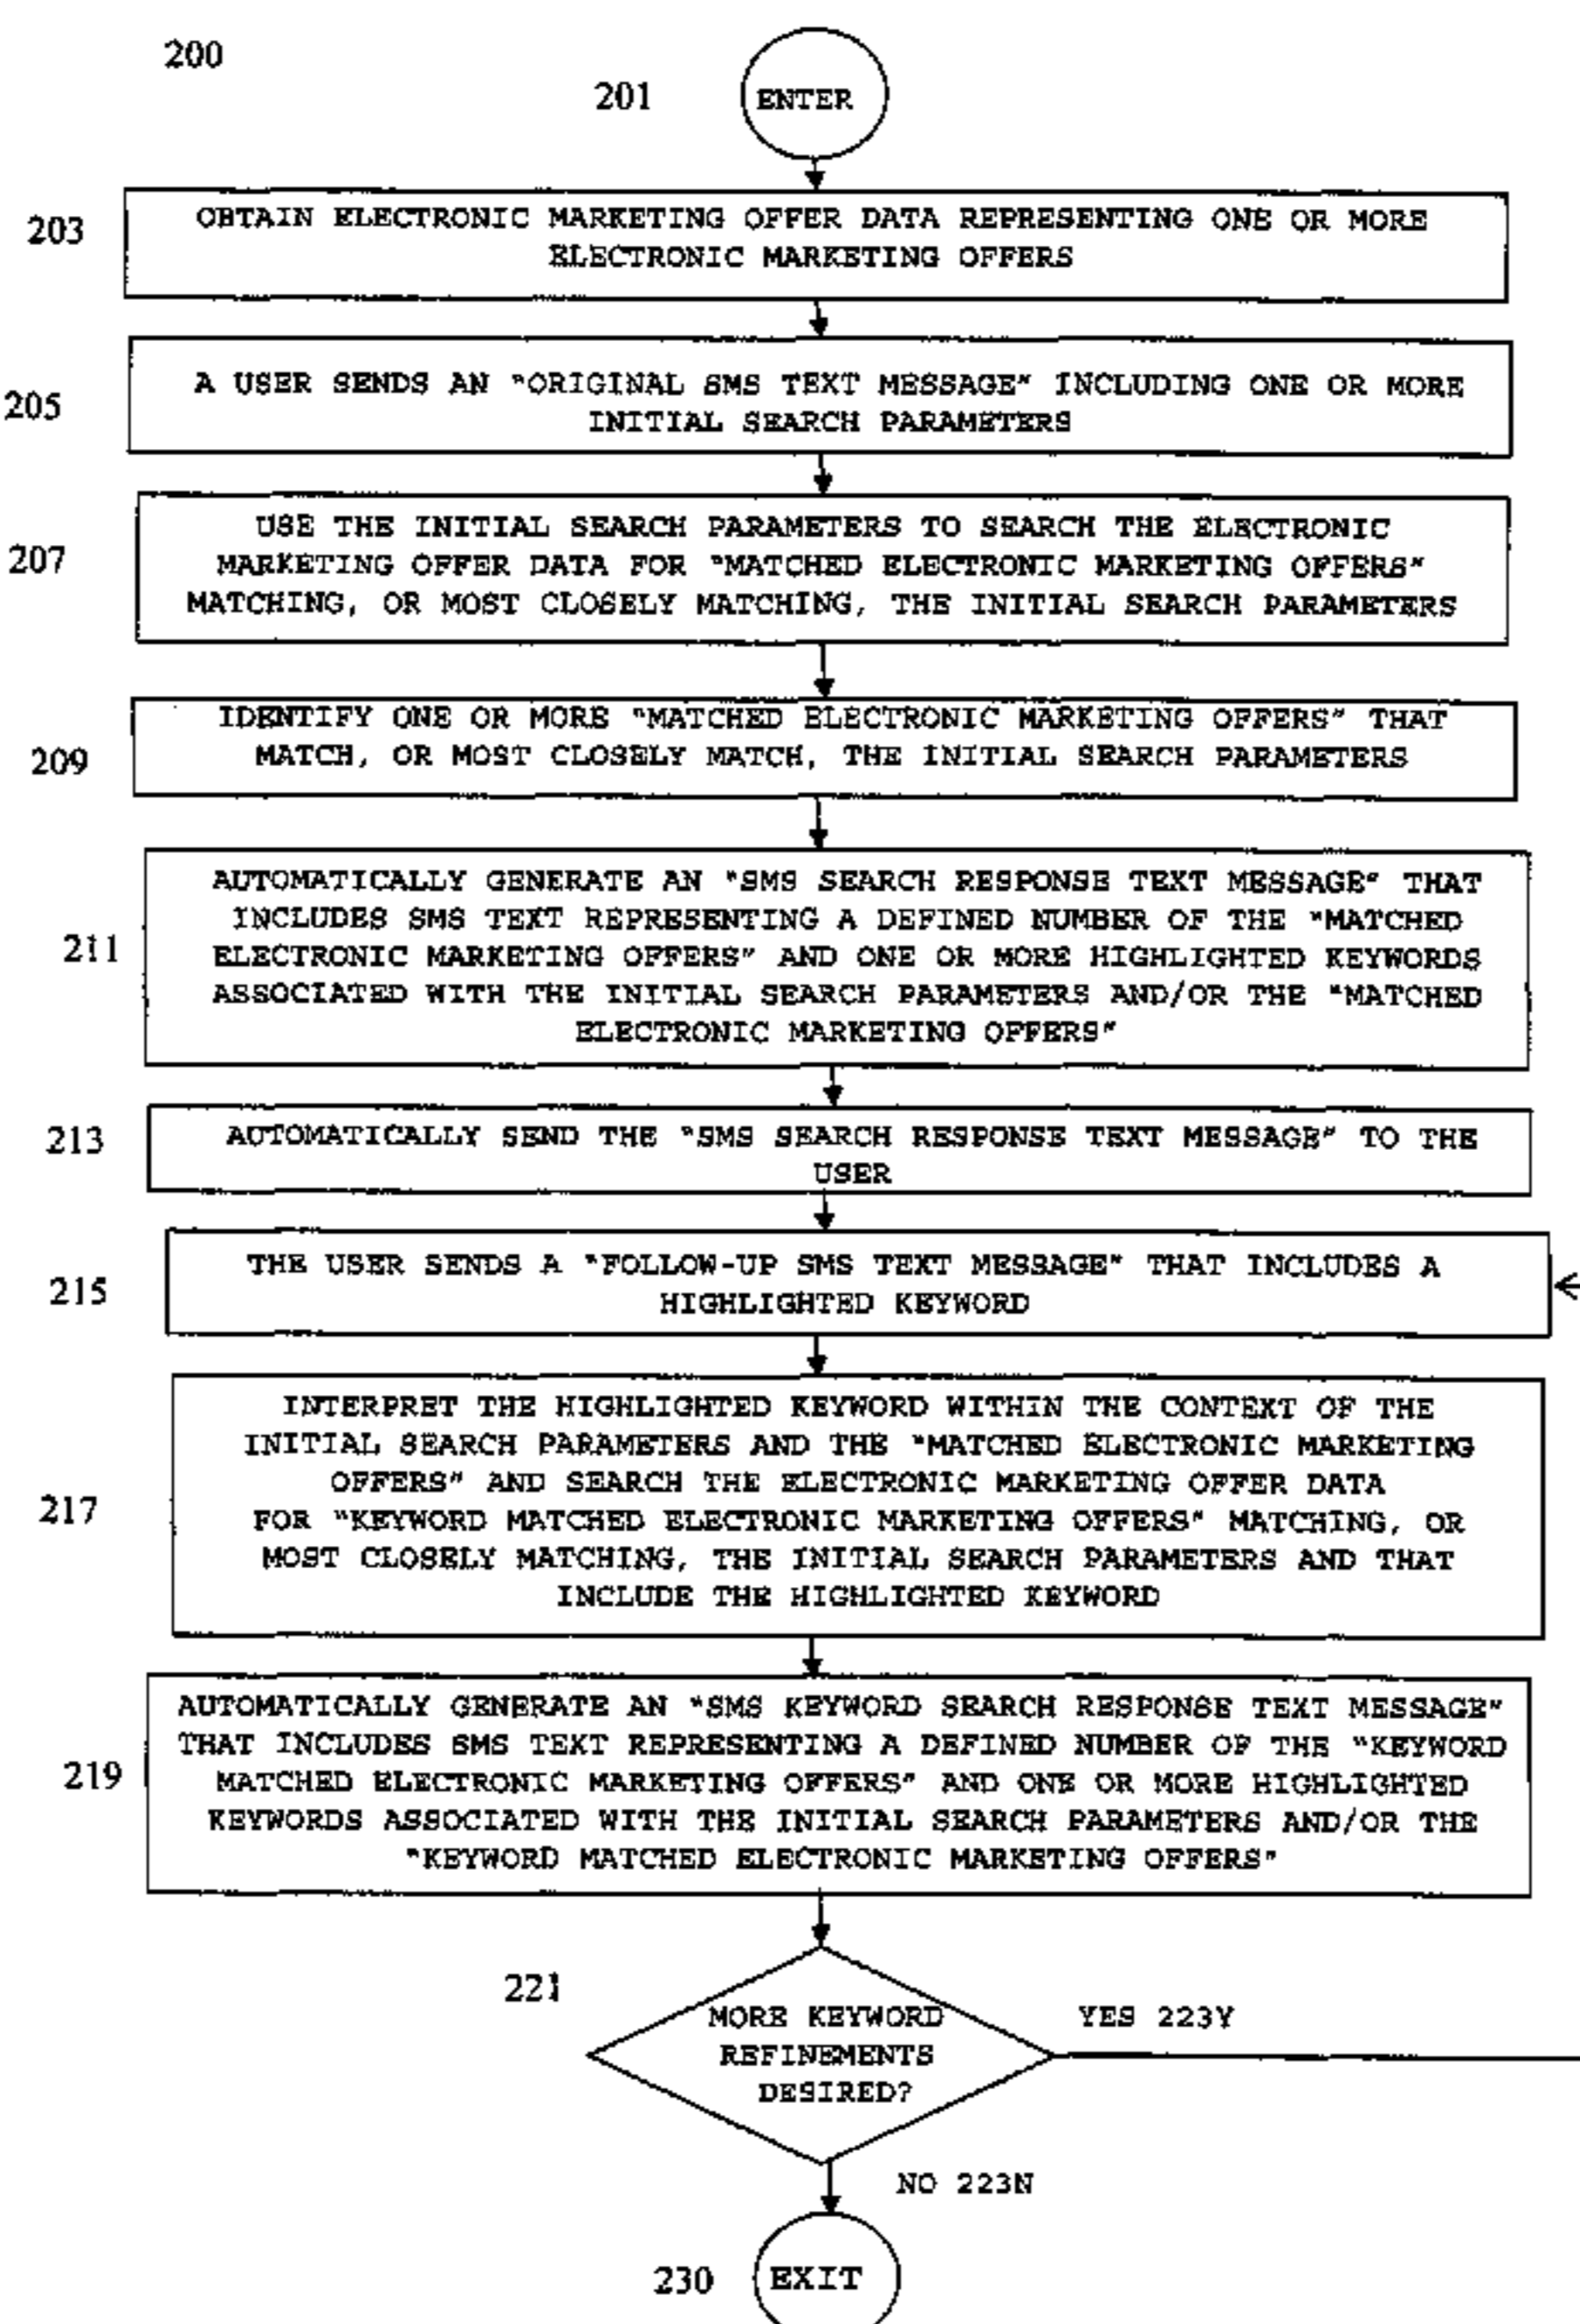 200
201
ENTER
203
OBTAIN ELECTRONIC MARKETING OFFER DATA REPRESENTING ONE OR MORE
ELECTRONIC MARKETING OFFERS
205
A USER SENDS AN "ORIGINAL SMS TEXT MESSAGE" INCLUDING ONE OR MORE
INITIAL SEARCH PARAMETERS
207
USE THE INITIAL SEARCH PARAMETERS TO SEARCH THE ELECTRONIC
MARKETING OFFER DATA FOR "MATCHED ELECTRONIC MARKETING OFFERS"
MATCHING, OR MOST CLOSELY MATCHING, THE INITIAL SEARCH PARAMETERS
209
IDENTIFY ONE OR MORE "MATCHED ELECTRONIC MARKETING OFFERS" THAT
MATCH, OR MOST CLOSELY MATCH, THE INITIAL SEARCH PARAMETERS
211
AUTOMATICALLY GENERATE AN "SMS SEARCH RESPONSE TEXT MESSAGE" THAT
INCLUDES SMS TEXT REPRESENTING A DEFINED NUMBER OF THE "MATCHED
ELECTRONIC MARKETING OFFERS" AND ONE OR MORE HIGHLIGHTED KEYWORDS
ASSOCIATED WITH THE INITIAL SEARCH PARAMETERS AND/OR THE "MATCHED
ELECTRONIC MARKETING OFFERS"
213
AUTOMATICALLY SEND THE "SMS SEARCH RESPONSE TEXT MESSAGE" TO THE
USER
215
THE USER SENDS A "FOLLOW-UP SMS TEXT MESSAGE" THAT INCLUDES A
HIGHLIGHTED KEYWORD
217
INTERPRET THE HIGHLIGHTED KEYWORD WITHIN THE CONTEXT OF THE
INITIAL SEARCH PARAMETERS AND THE "MATCHED ELECTRONIC MARKETING
OFFERS" AND SEARCH THE ELECTRONIC MARKETING OFFER DATA
FOR "KEYWORD MATCHED ELECTRONIC MARKETING OFFERS" MATCHING, OR
MOST CLOSELY MATCHING, THE INITIAL SEARCH PARAMETERS AND THAT
INCLUDE THE HIGHLIGHTED KEYWORD
219
AUTOMATICALLY GENERATE AN "SMS KEYWORD SEARCH RESPONSE TEXT MESSAGE"
THAT INCLUDES SMS TEXT REPRESENTING A DEFINED NUMBER OF THE "KEYWORD
MATCHED ELECTRONIC MARKETING OFFERS" AND ONE OR MORE HIGHLIGHTED
KEYWORDS ASSOCIATED WITH THE INITIAL SEARCH PARAMETERS AND/OR THE
"KEYWORD MATCHED ELECTRONIC MARKETING OFFERS"
221
MORE KEYWORD
REFINEMENTS
DESIRED?
YES 223Y
NO 223N
230
EXIT